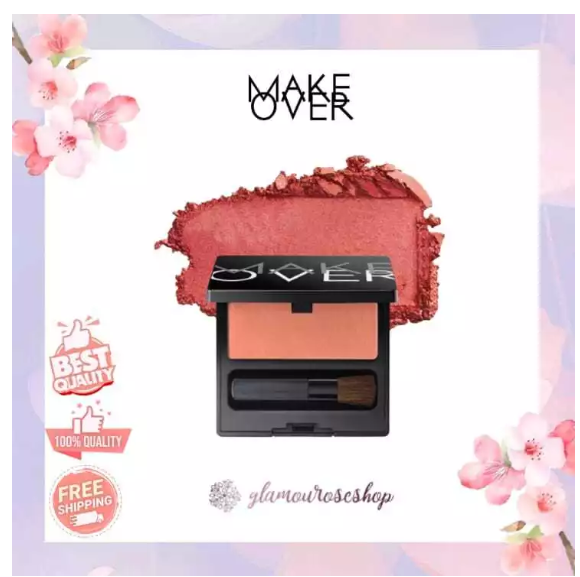 MAKE
OVER
MAKE
OVER
BEST
QUALITY
100% QUALITY
FREE
SHIPPING
glamouroseshop